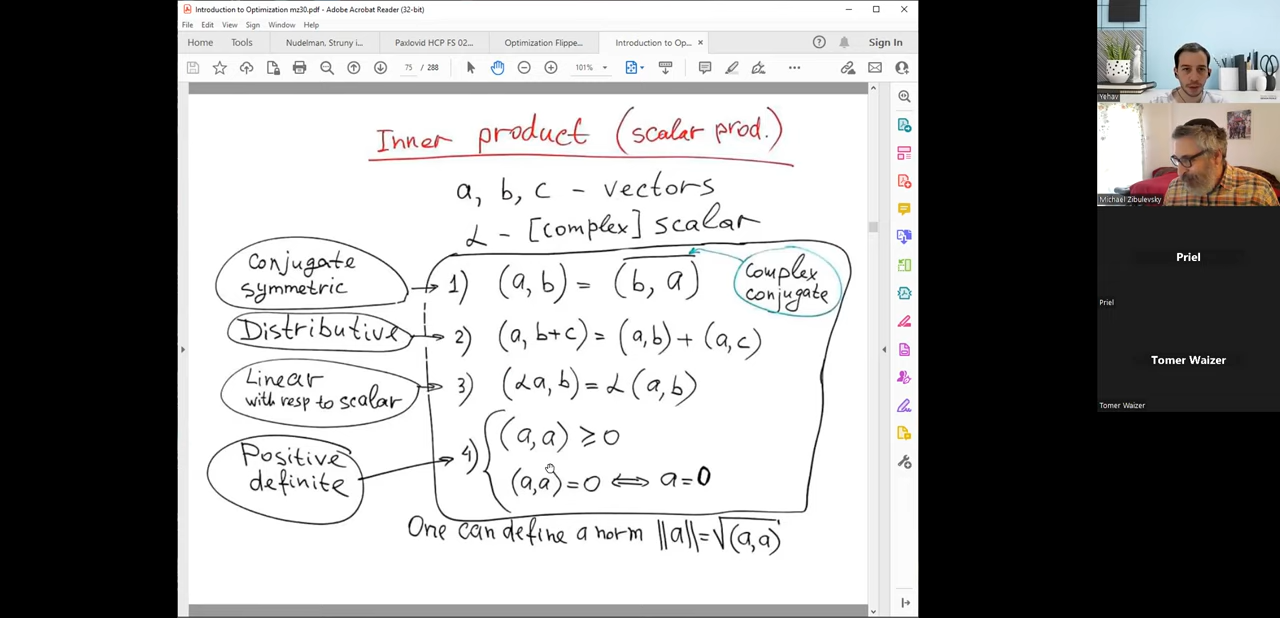 Introduction to Optimization mz30.pdf - Adobe Acrobat Reader (32-bit)
File Edit View Sign Window Help
Home Tools Nudelman, Struny i... Paxlovid HCP FS 02... Optimization Flippe... Introduction to Op... × Sign In
75 / 288 101%
Inner product (scalar prod.)
a, b, c - vectors
α - [complex] scalar
Conjugate
symmetric
1) (a, b) = \overline{(b, a)}
Complex
conjugate
Distributive
2) (a, b+c) = (a,b) + (a,c)
Linear
with resp to scalar
3) (αa, b) = α (a,b)
Positive
definite
4) (a,a) ≥ 0
(a,a) = 0 ⟺ a=0
One can define a norm ||a|| = √(a,a)
Yehav
Michael Zibulevsky
Priel
Priel
Tomer Waizer
Tomer Waizer